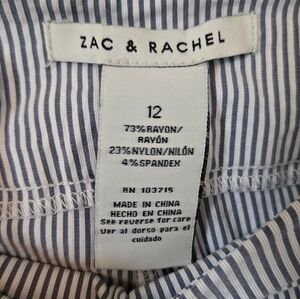 ZAC & RACHEL
12
73%RAYON/
RAYÓN
23%NYLON/NILÓN
4%SPANDEX
RN 103715
MADE IN CHINA
HECHO EN CHINA
See reverse for care
Ver al dorso para el
cuidado